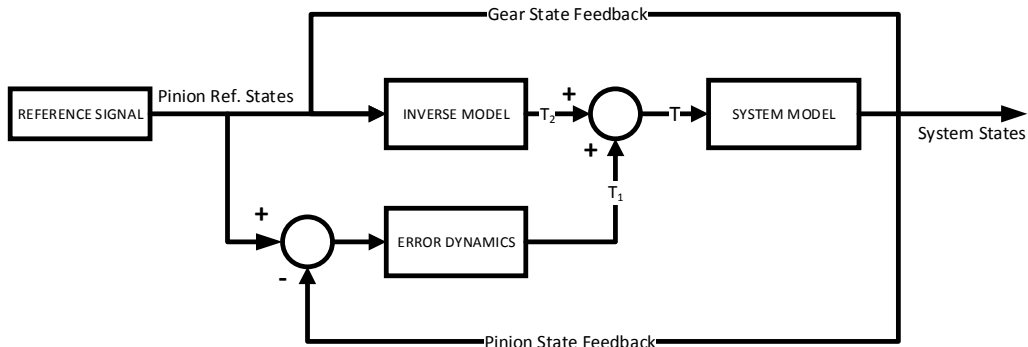 Gear State Feedback
Pinion Ref. States
REFERENCE SIGNAL
INVERSE MODEL
T₂
+
+
T
SYSTEM MODEL
System States
T₁
+
-
ERROR DYNAMICS
Pinion State Feedback